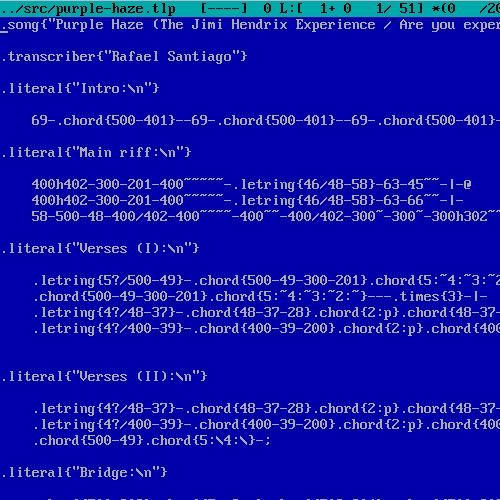 ../src/purple-haze.tlp   [----]  0 L:[  1+ 0   1/ 51] *(0   /20
.song{"Purple Haze (The Jimi Hendrix Experience / Are you exper
.transcriber{"Rafael Santiago"}
.literal{"Intro:\n"}
69-.chord{500-401}--69-.chord{500-401}--69-.chord{500-401}-
.literal{"Main riff:\n"}
400h402-300-201-400~~~~~-.letring{46/48-58}-63-45~~-|-@
400h402-300-201-400~~~~~-.letring{46/48-58}-63-66~~-|-
58-500-48-400/402-400~~~~-400~~-400/402-300~-300~-300h302~~
.literal{"Verses (I):\n"}
.letring{5?/500-49}-.chord{500-49-300-201}.chord{5:~4:~3:~2
.chord{500-49-300-201}.chord{5:~4:~3:~2:~}---.times{3}-|-
.letring{4?/48-37}-.chord{48-37-28}.chord{2:p}.chord{48-37-
.letring{4?/400-39}-.chord{400-39-200}.chord{2:p}.chord{400
.literal{"Verses (II):\n"}
.letring{4?/48-37}-.chord{48-37-28}.chord{2:p}.chord{48-37-
.letring{4?/400-39}-.chord{400-39-200}.chord{2:p}.chord{400
.chord{500-49}.chord{5:\4:\}-;
.literal{"Bridge:\n"}